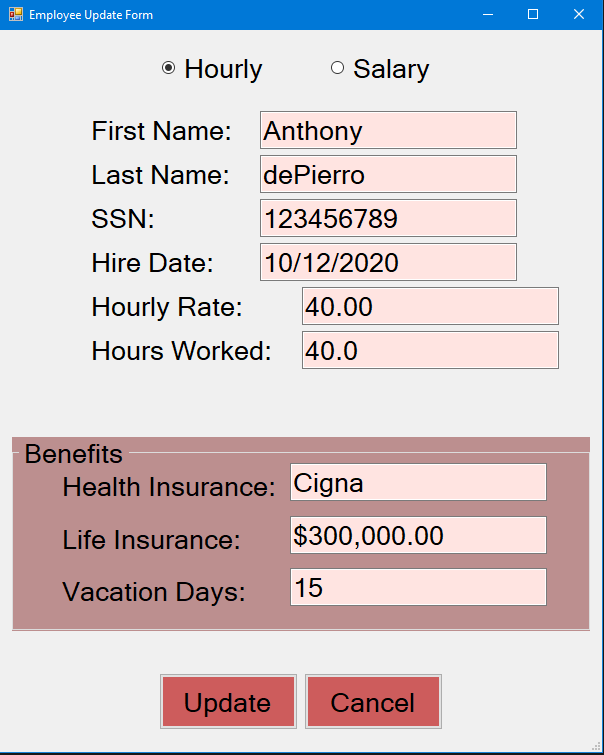 Employee Update Form
Hourly Salary
First Name: Anthony
Last Name: dePierro
SSN: 123456789
Hire Date: 10/12/2020
Hourly Rate: 40.00
Hours Worked: 40.0
Benefits
Health Insurance: Cigna
Life Insurance: $300,000.00
Vacation Days: 15
Update Cancel